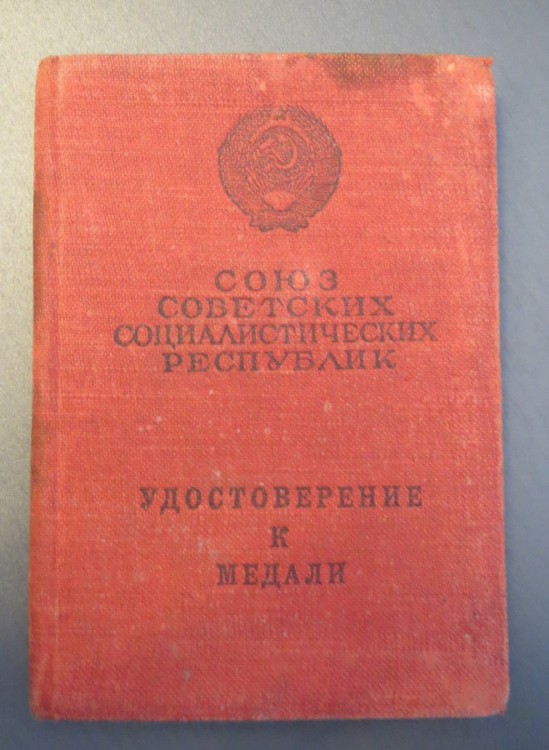 СОЮЗ
СОВЕТСКИХ
СОЦИАЛИСТИЧЕСКИХ
РЕСПУБЛИК
УДОСТОВЕРЕНИЕ
К
МЕДАЛИ